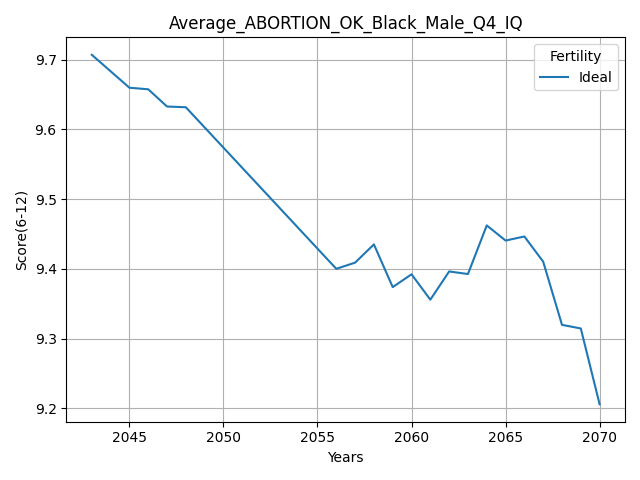 Average_ABORTION_OK_Black_Male_Q4_IQ
Fertility
Ideal
Score(6-12)
9.7
9.6
9.5
9.4
9.3
9.2
2045 2050 2055 2060 2065 2070
Years